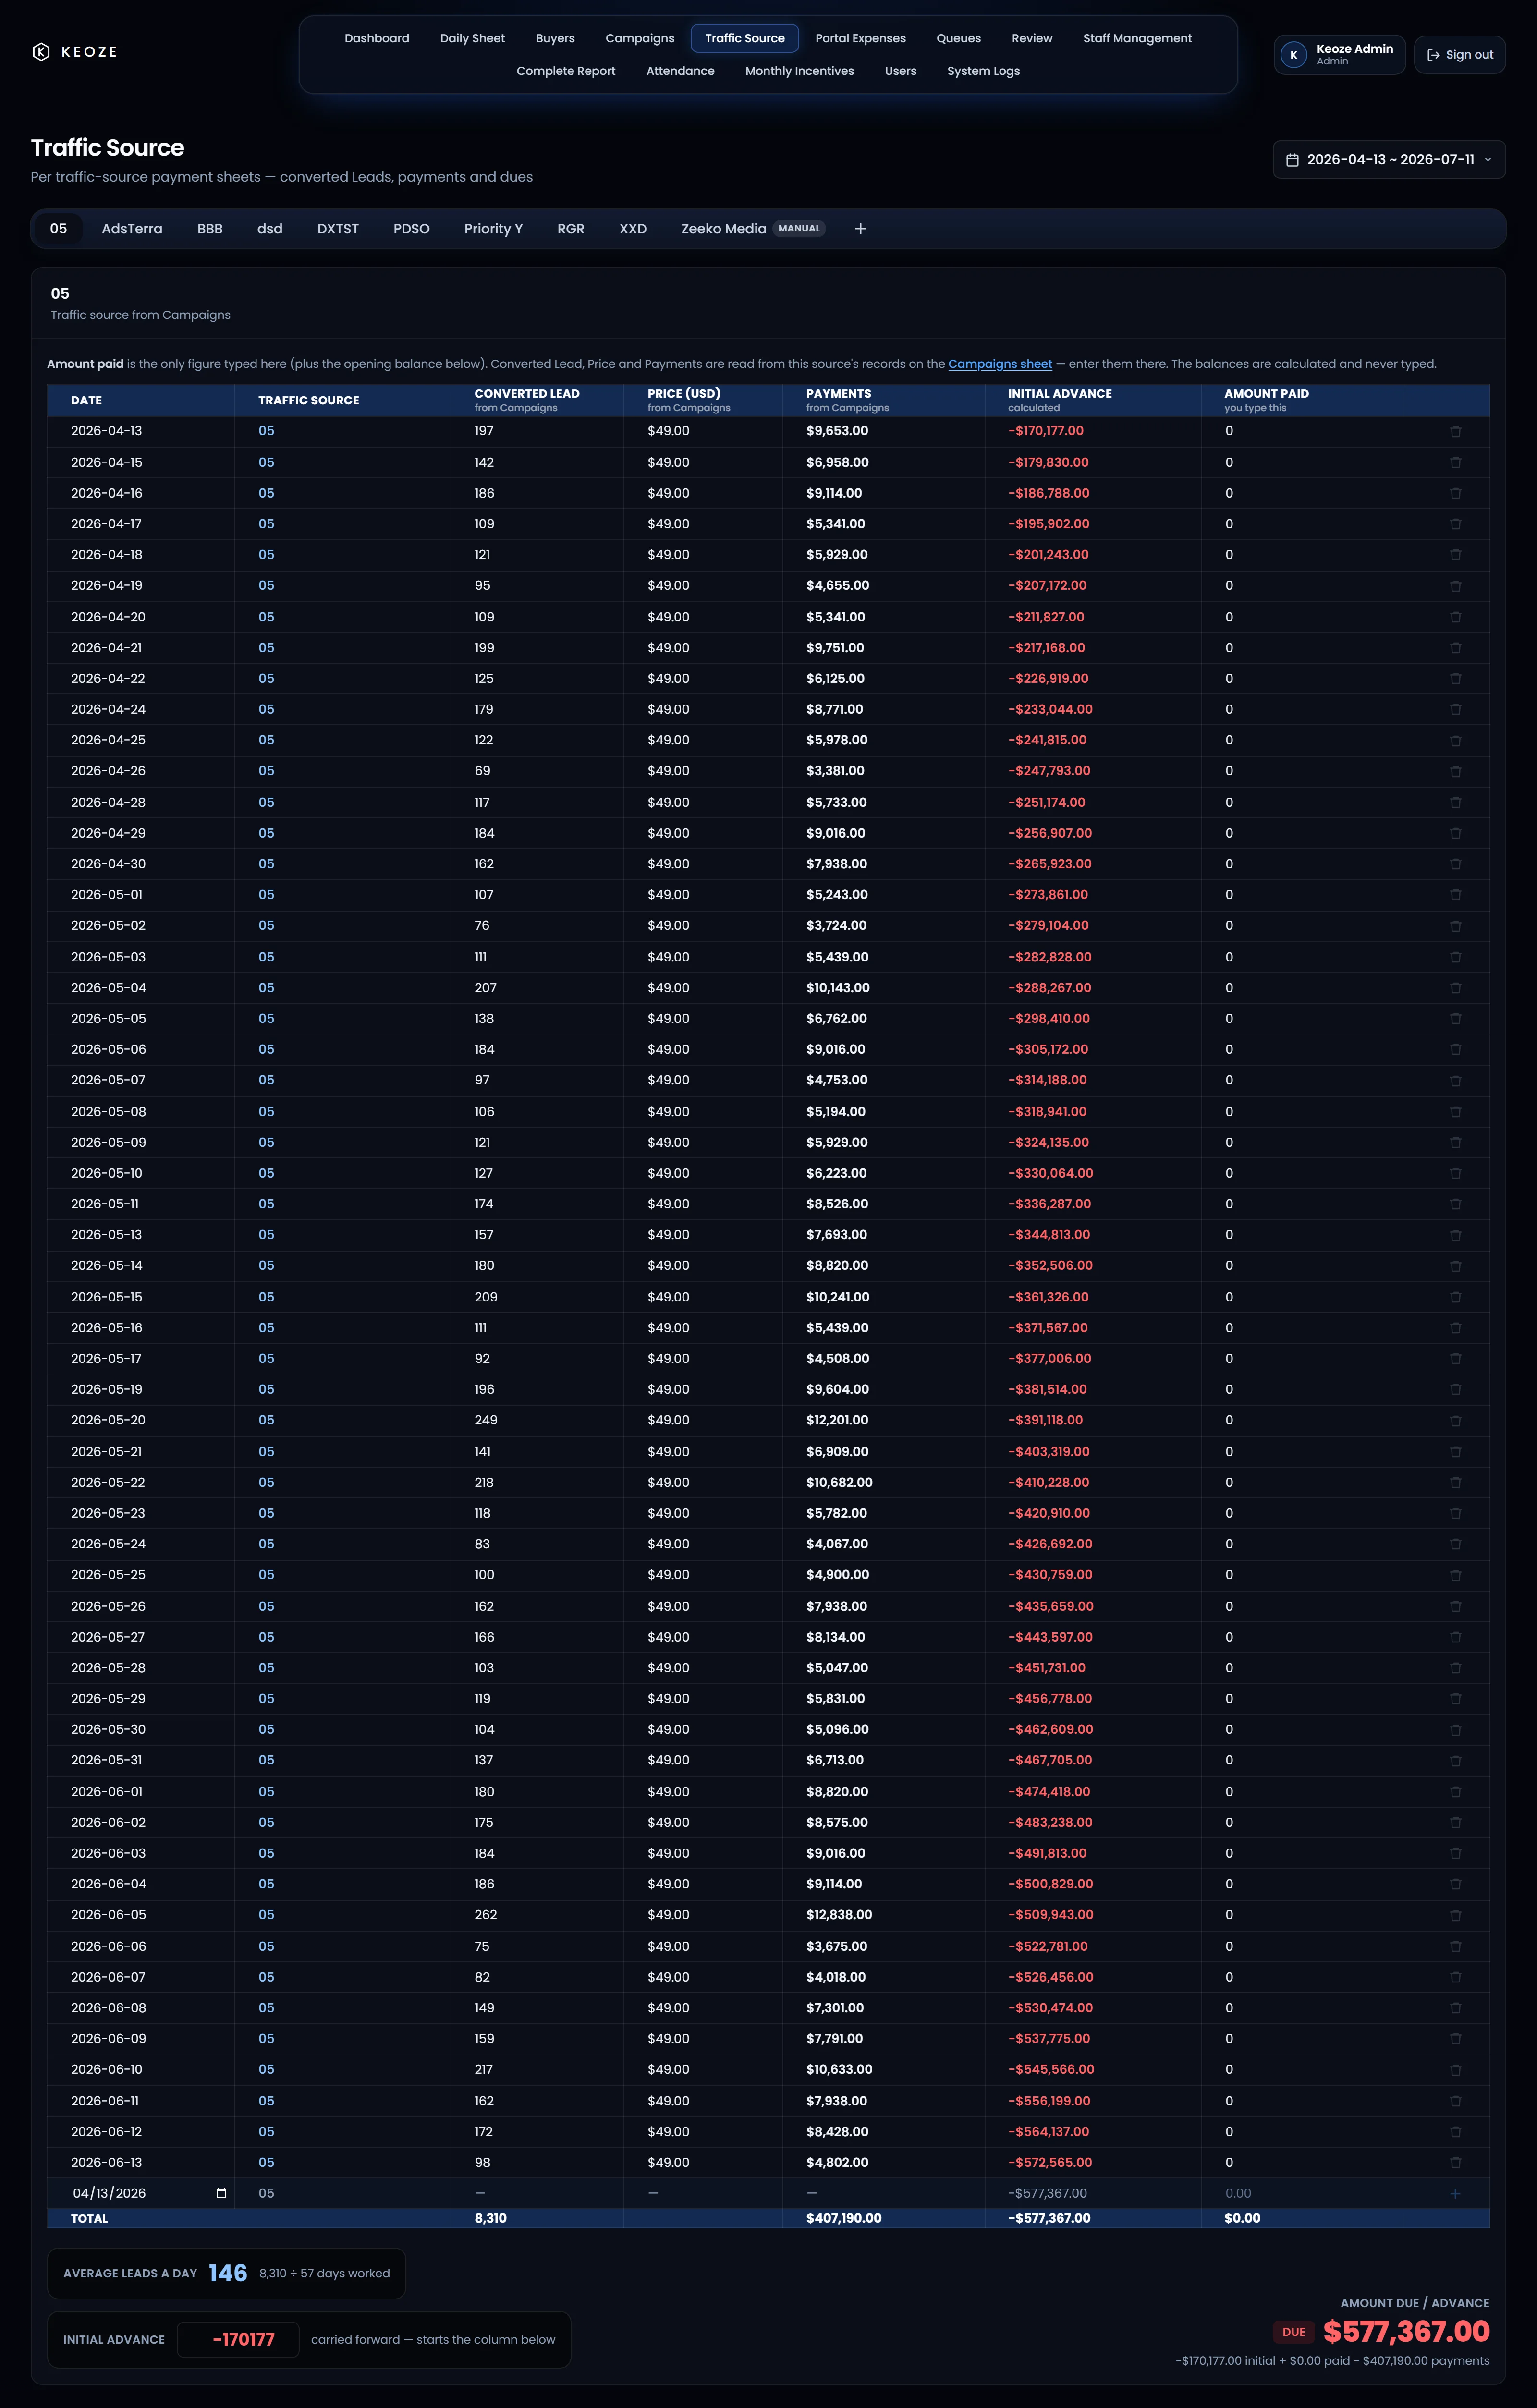 KEOZE
Dashboard Daily Sheet Buyers Campaigns Traffic Source Portal Expenses Queues Review Staff Management
Complete Report Attendance Monthly Incentives Users System Logs
K Keoze Admin
Admin
Sign out
Traffic Source
Per traffic-source payment sheets — converted Leads, payments and dues
2026-04-13 ~ 2026-07-11
05 AdsTerra BBB dsd DXTST PDSO Priority Y RGR XXD Zeeko Media MANUAL +
05
Traffic source from Campaigns
Amount paid is the only figure typed here (plus the opening balance below). Converted Lead, Price and Payments are read from this source's records on the Campaigns sheet — enter them there. The balances are calculated and never typed.
DATE TRAFFIC SOURCE CONVERTED LEAD PRICE (USD) PAYMENTS INITIAL ADVANCE AMOUNT PAID
from Campaigns from Campaigns from Campaigns calculated you type this
2026-04-13 05 197 $49.00 $9,653.00 -$170,177.00 0
2026-04-15 05 142 $49.00 $6,958.00 -$179,830.00 0
2026-04-16 05 186 $49.00 $9,114.00 -$186,788.00 0
2026-04-17 05 109 $49.00 $5,341.00 -$195,902.00 0
2026-04-18 05 121 $49.00 $5,929.00 -$201,243.00 0
2026-04-19 05 95 $49.00 $4,655.00 -$207,172.00 0
2026-04-20 05 109 $49.00 $5,341.00 -$211,827.00 0
2026-04-21 05 199 $49.00 $9,751.00 -$217,168.00 0
2026-04-22 05 125 $49.00 $6,125.00 -$226,919.00 0
2026-04-24 05 179 $49.00 $8,771.00 -$233,044.00 0
2026-04-25 05 122 $49.00 $5,978.00 -$241,815.00 0
2026-04-26 05 69 $49.00 $3,381.00 -$247,793.00 0
2026-04-28 05 117 $49.00 $5,733.00 -$251,174.00 0
2026-04-29 05 184 $49.00 $9,016.00 -$256,907.00 0
2026-04-30 05 162 $49.00 $7,938.00 -$265,923.00 0
2026-05-01 05 107 $49.00 $5,243.00 -$273,861.00 0
2026-05-02 05 76 $49.00 $3,724.00 -$279,104.00 0
2026-05-03 05 111 $49.00 $5,439.00 -$282,828.00 0
2026-05-04 05 207 $49.00 $10,143.00 -$288,267.00 0
2026-05-05 05 138 $49.00 $6,762.00 -$298,410.00 0
2026-05-06 05 184 $49.00 $9,016.00 -$305,172.00 0
2026-05-07 05 97 $49.00 $4,753.00 -$314,188.00 0
2026-05-08 05 106 $49.00 $5,194.00 -$318,941.00 0
2026-05-09 05 121 $49.00 $5,929.00 -$324,135.00 0
2026-05-10 05 127 $49.00 $6,223.00 -$330,064.00 0
2026-05-11 05 174 $49.00 $8,526.00 -$336,287.00 0
2026-05-13 05 157 $49.00 $7,693.00 -$344,813.00 0
2026-05-14 05 180 $49.00 $8,820.00 -$352,506.00 0
2026-05-15 05 209 $49.00 $10,241.00 -$361,326.00 0
2026-05-16 05 111 $49.00 $5,439.00 -$371,567.00 0
2026-05-17 05 92 $49.00 $4,508.00 -$377,006.00 0
2026-05-19 05 196 $49.00 $9,604.00 -$381,514.00 0
2026-05-20 05 249 $49.00 $12,201.00 -$391,118.00 0
2026-05-21 05 141 $49.00 $6,909.00 -$403,319.00 0
2026-05-22 05 218 $49.00 $10,682.00 -$410,228.00 0
2026-05-23 05 118 $49.00 $5,782.00 -$420,910.00 0
2026-05-24 05 83 $49.00 $4,067.00 -$426,692.00 0
2026-05-25 05 100 $49.00 $4,900.00 -$430,759.00 0
2026-05-26 05 162 $49.00 $7,938.00 -$435,659.00 0
2026-05-27 05 166 $49.00 $8,134.00 -$443,597.00 0
2026-05-28 05 103 $49.00 $5,047.00 -$451,731.00 0
2026-05-29 05 119 $49.00 $5,831.00 -$456,778.00 0
2026-05-30 05 104 $49.00 $5,096.00 -$462,609.00 0
2026-05-31 05 137 $49.00 $6,713.00 -$467,705.00 0
2026-06-01 05 180 $49.00 $8,820.00 -$474,418.00 0
2026-06-02 05 175 $49.00 $8,575.00 -$483,238.00 0
2026-06-03 05 184 $49.00 $9,016.00 -$491,813.00 0
2026-06-04 05 186 $49.00 $9,114.00 -$500,829.00 0
2026-06-05 05 262 $49.00 $12,838.00 -$509,943.00 0
2026-06-06 05 75 $49.00 $3,675.00 -$522,781.00 0
2026-06-07 05 82 $49.00 $4,018.00 -$526,456.00 0
2026-06-08 05 149 $49.00 $7,301.00 -$530,474.00 0
2026-06-09 05 159 $49.00 $7,791.00 -$537,775.00 0
2026-06-10 05 217 $49.00 $10,633.00 -$545,566.00 0
2026-06-11 05 162 $49.00 $7,938.00 -$556,199.00 0
2026-06-12 05 172 $49.00 $8,428.00 -$564,137.00 0
2026-06-13 05 98 $49.00 $4,802.00 -$572,565.00 0
04/13/2026 05 — — — -$577,367.00 0.00 +
TOTAL 8,310 $407,190.00 -$577,367.00 $0.00
AVERAGE LEADS A DAY 146 8,310 ÷ 57 days worked
AMOUNT DUE / ADVANCE
DUE $577,367.00
INITIAL ADVANCE -170177 carried forward — starts the column below
-$170,177.00 initial + $0.00 paid - $407,190.00 payments